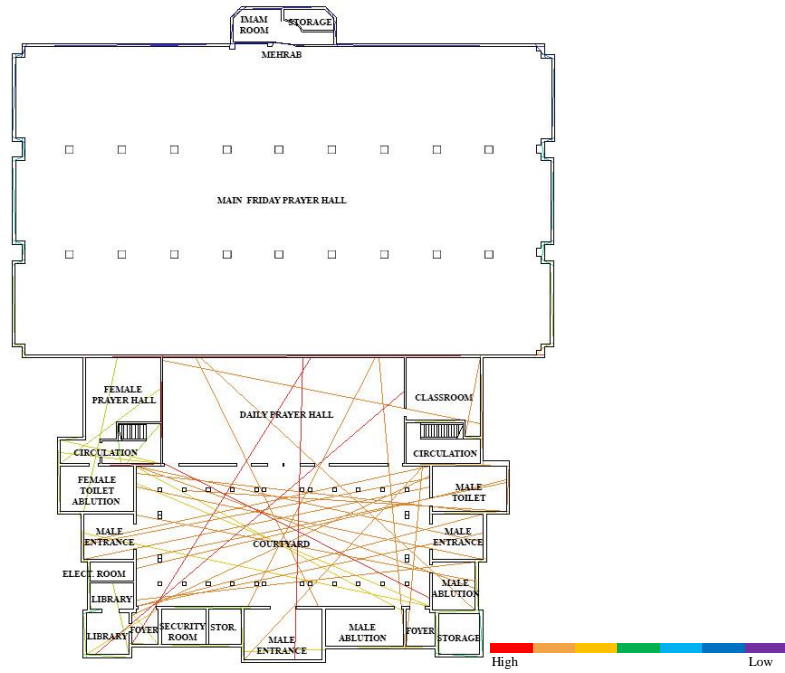 IMAM
ROOM
STORAGE
MEHRAB
MAIN FRIDAY PRAYER HALL
FEMALE
PRAYER HALL
CLASSROOM
DAILY PRAYER HALL
CIRCULATION
CIRCULATION
FEMALE
TOILET
ABLUTION
MALE
TOILET
MALE
ENTRANCE
COURTYARD
MALE
ENTRANCE
ELECT. ROOM
LIBRARY
MALE
ABLUTION
LIBRARY
FOYER
SECURITY
ROOM
STOR.
MALE
ENTRANCE
MALE
ABLUTION
FOYER
STORAGE
High
Low